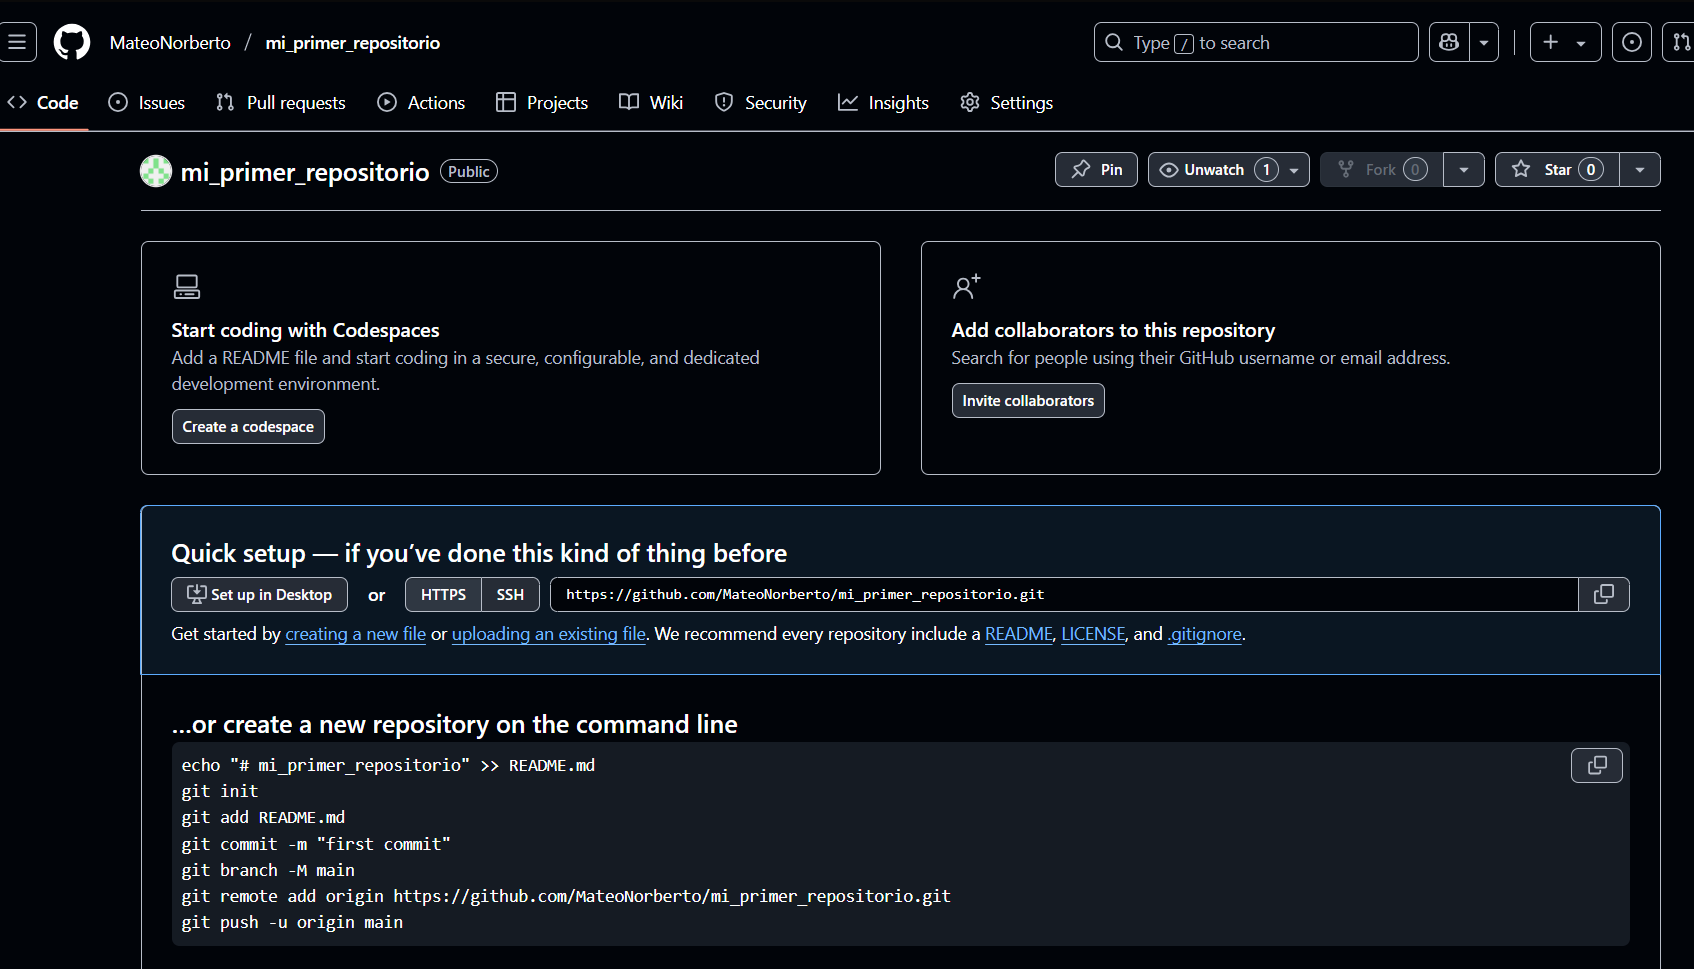 MateoNorberto / mi_primer_repositorio
Type / to search
Code Issues Pull requests Actions Projects Wiki Security Insights Settings
mi_primer_repositorio Public
Pin Unwatch 1 Fork 0 Star 0
Start coding with Codespaces
Add a README file and start coding in a secure, configurable, and dedicated
development environment.
Create a codespace
Add collaborators to this repository
Search for people using their GitHub username or email address.
Invite collaborators
Quick setup — if you’ve done this kind of thing before
Set up in Desktop or HTTPS SSH https://github.com/MateoNorberto/mi_primer_repositorio.git
Get started by creating a new file or uploading an existing file. We recommend every repository include a README, LICENSE, and .gitignore.
…or create a new repository on the command line
echo "# mi_primer_repositorio" >> README.md
git init
git add README.md
git commit -m "first commit"
git branch -M main
git remote add origin https://github.com/MateoNorberto/mi_primer_repositorio.git
git push -u origin main